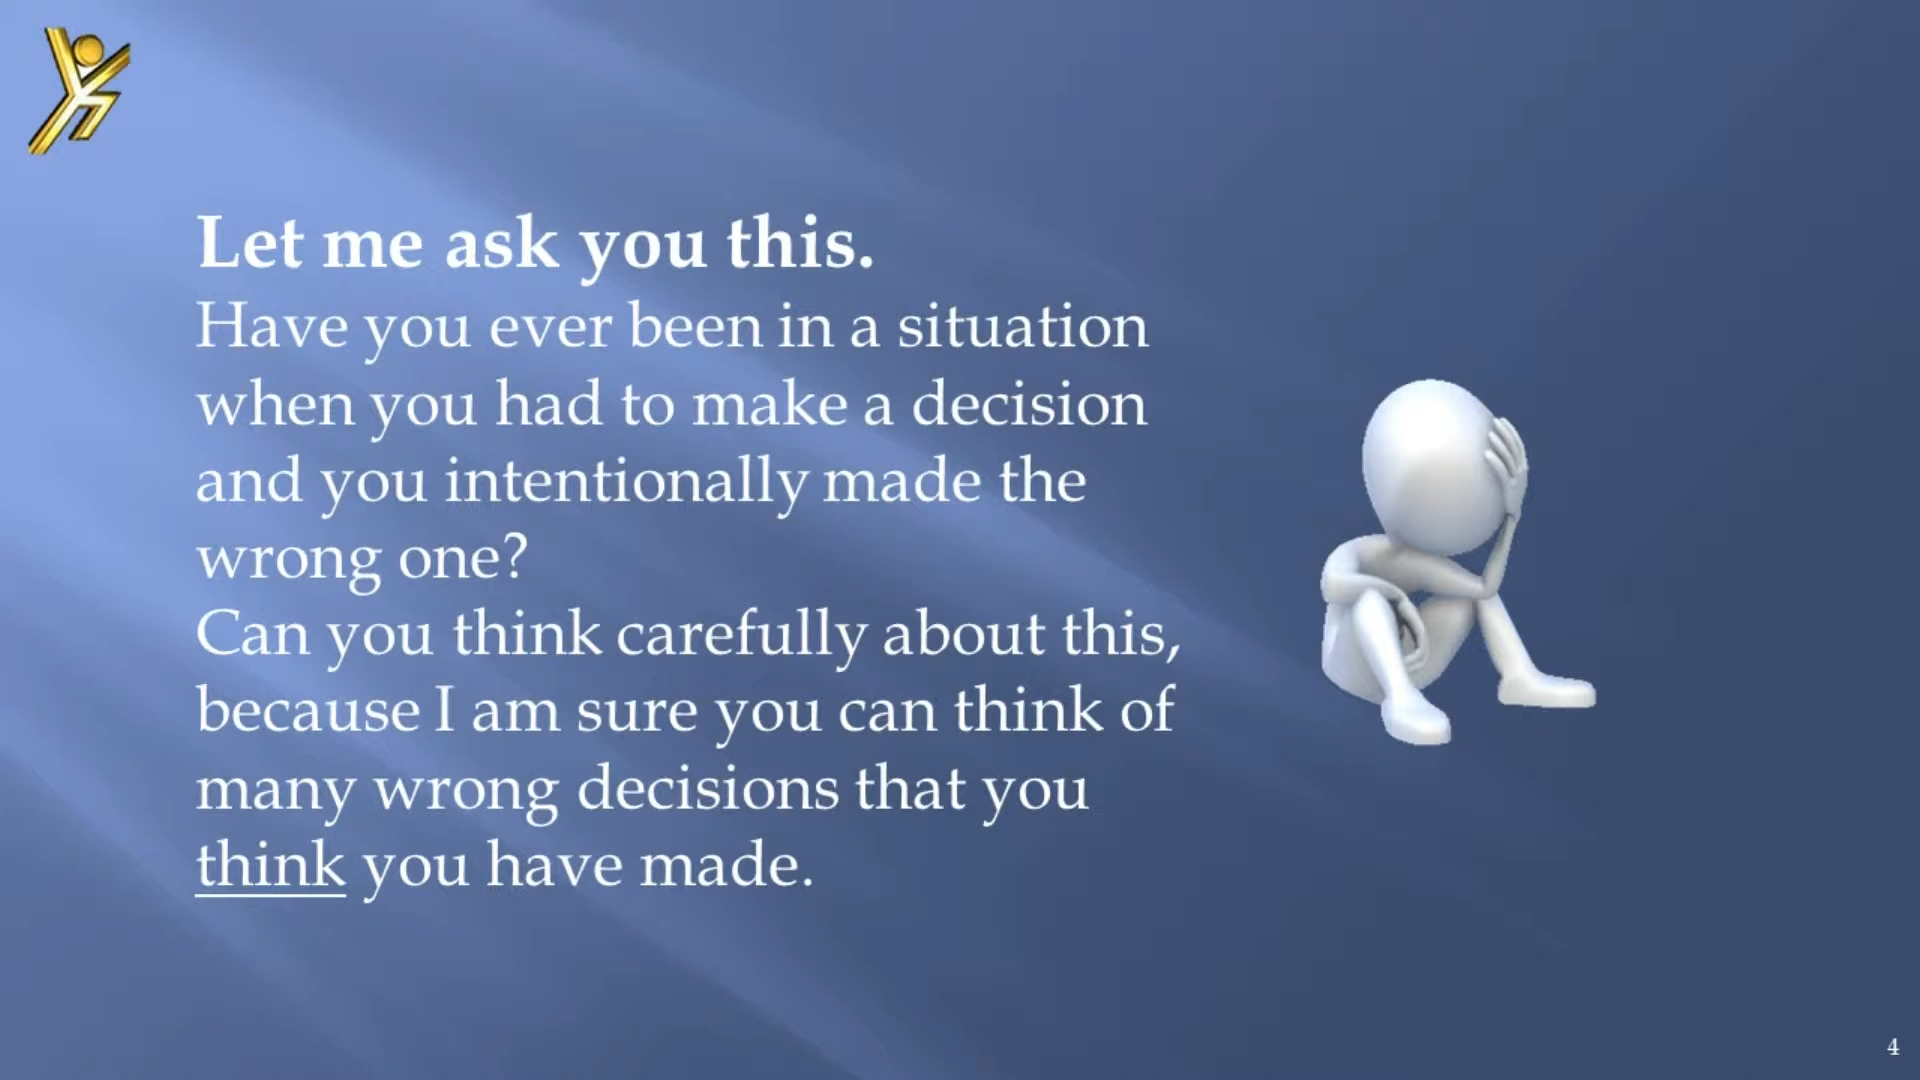 Let me ask you this.
Have you ever been in a situation
when you had to make a decision
and you intentionally made the
wrong one?
Can you think carefully about this,
because I am sure you can think of
many wrong decisions that you
think you have made.
4